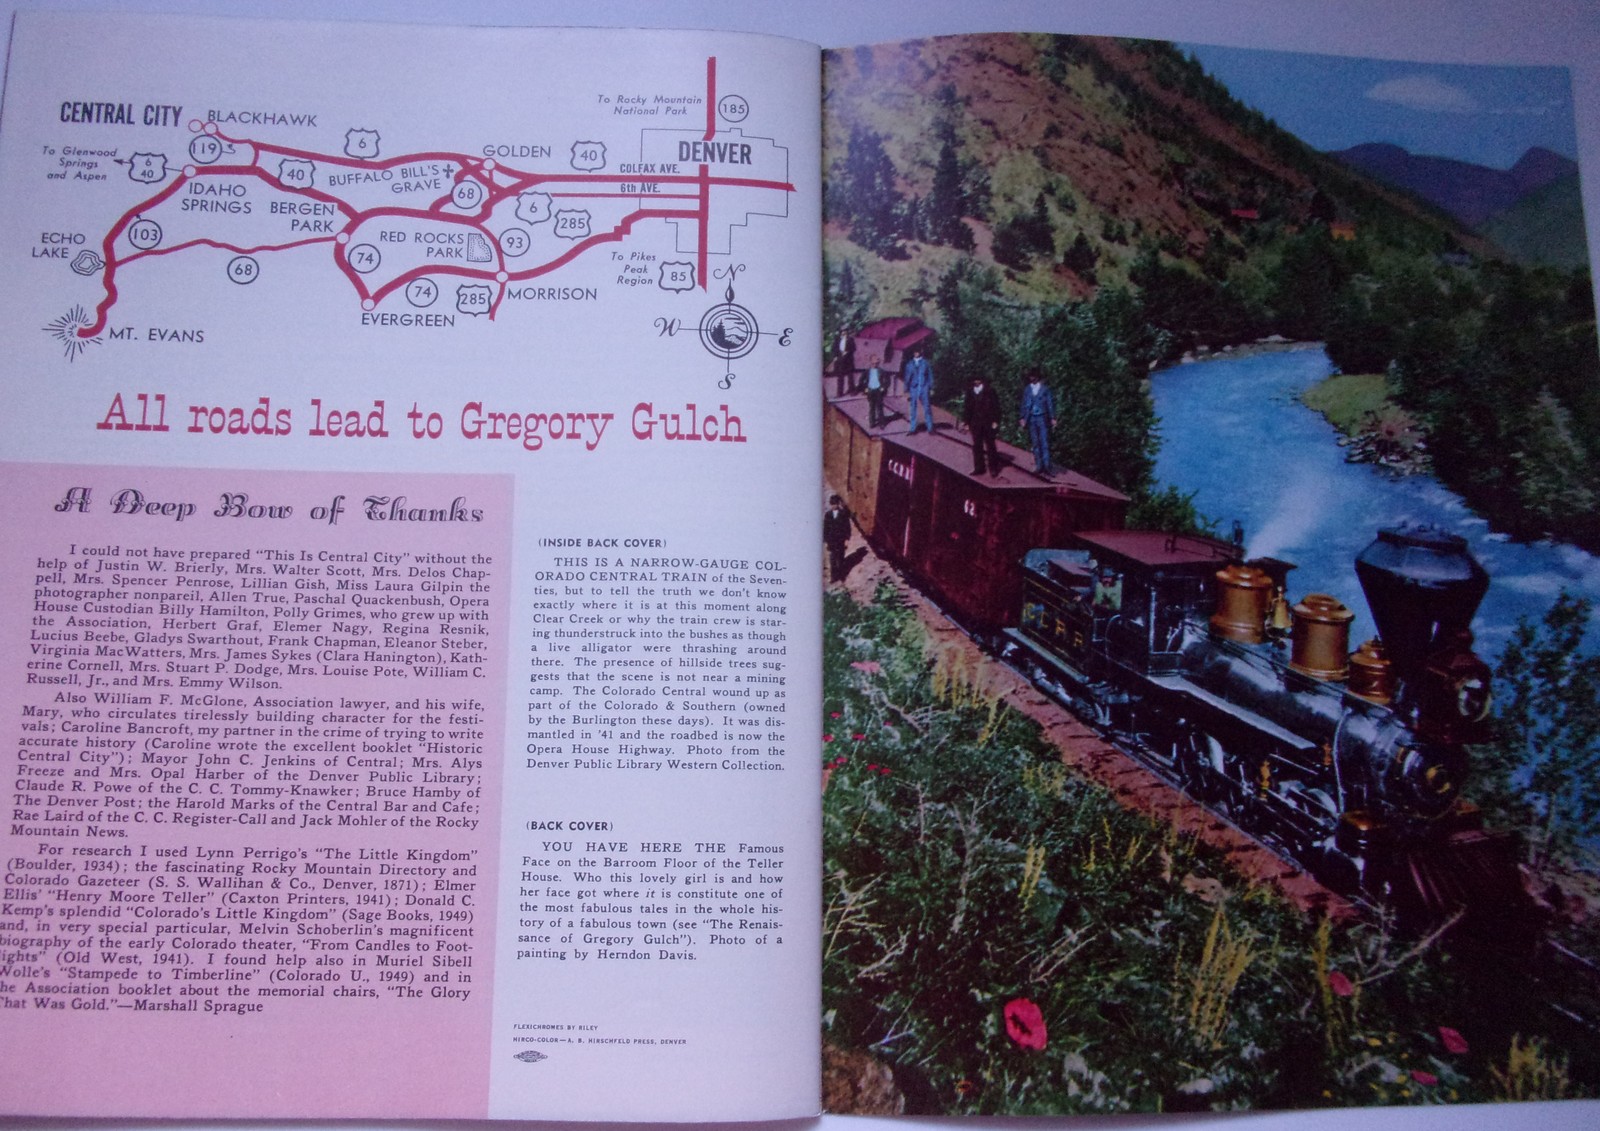 CENTRAL CITY
BLACKHAWK
To Rocky Mountain
National Park
185
119
6
GOLDEN
40
DENVER
COLFAX AVE.
6th AVE.
To Glenwood
Springs
and Aspen
6
40
40
BUFFALO BILL'S
GRAVE
68
6
285
IDAHO
SPRINGS
BERGEN
PARK
103
ECHO
LAKE
68
74
RED ROCKS
PARK
93
To Pikes
Peak
Region
85
N
74
285
MORRISON
EVERGREEN
MT. EVANS
W
E
S
All roads lead to Gregory Gulch
A Deep Bow of Thanks
I could not have prepared "This Is Central City" without the
help of Justin W. Brierly, Mrs. Walter Scott, Mrs. Delos Chap-
pell, Mrs. Spencer Penrose, Lillian Gish, Miss Laura Gilpin the
photographer nonpareil, Allen True, Paschal Quackenbush, Opera
House Custodian Billy Hamilton, Polly Grimes, who grew up with
the Association, Herbert Graf, Elemer Nagy, Regina Resnik,
Lucius Beebe, Gladys Swarthout, Frank Chapman, Eleanor Steber,
Virginia MacWatters, Mrs. James Sykes (Clara Hanington), Kath-
erine Cornell, Mrs. Stuart P. Dodge, Mrs. Louise Pote, William C.
Russell, Jr., and Mrs. Emmy Wilson.
Also William F. McGlone, Association lawyer, and his wife,
Mary, who circulates tirelessly building character for the festi-
vals; Caroline Bancroft, my partner in the crime of trying to write
accurate history (Caroline wrote the excellent booklet "Historic
Central City"); Mayor John C. Jenkins of Central; Mrs. Alys
Freeze and Mrs. Opal Harber of the Denver Public Library;
Claude R. Powe of the C. C. Tommy-Knawker; Bruce Hamby of
The Denver Post; the Harold Marks of the Central Bar and Cafe;
Rae Laird of the C. C. Register-Call and Jack Mohler of the Rocky
Mountain News.
For research I used Lynn Perrigo's "The Little Kingdom"
(Boulder, 1934); the fascinating Rocky Mountain Directory and
Colorado Gazeteer (S. S. Wallihan & Co., Denver, 1871); Elmer
Ellis' "Henry Moore Teller" (Caxton Printers, 1941); Donald C.
Kemp's splendid "Colorado's Little Kingdom" (Sage Books, 1949)
and, in very special particular, Melvin Schoberlin's magnificent
biography of the early Colorado theater, "From Candles to Foot-
ights" (Old West, 1941). I found help also in Muriel Sibell
Wolle's "Stampede to Timberline" (Colorado U., 1949) and in
he Association booklet about the memorial chairs, "The Glory
That Was Gold."—Marshall Sprague
(INSIDE BACK COVER)
THIS IS A NARROW-GAUGE COL-
ORADO CENTRAL TRAIN of the Seven-
ties, but to tell the truth we don't know
exactly where it is at this moment along
Clear Creek or why the train crew is star-
ing thunderstruck into the bushes as though
a live alligator were thrashing around
there. The presence of hillside trees sug-
gests that the scene is not near a mining
camp. The Colorado Central wound up as
part of the Colorado & Southern (owned
by the Burlington these days). It was dis-
mantled in '41 and the roadbed is now the
Opera House Highway. Photo from the
Denver Public Library Western Collection.
(BACK COVER)
YOU HAVE HERE THE Famous
Face on the Barroom Floor of the Teller
House. Who this lovely girl is and how
her face got where it is constitute one of
the most fabulous tales in the whole his-
tory of a fabulous town (see "The Renais-
sance of Gregory Gulch"). Photo of a
painting by Herndon Davis.
FLEXICHROMES BY RILEY
HIRCO-COLOR—A. B. HIRSCHFELD PRESS, DENVER
CCRR
62
C.C.R.R